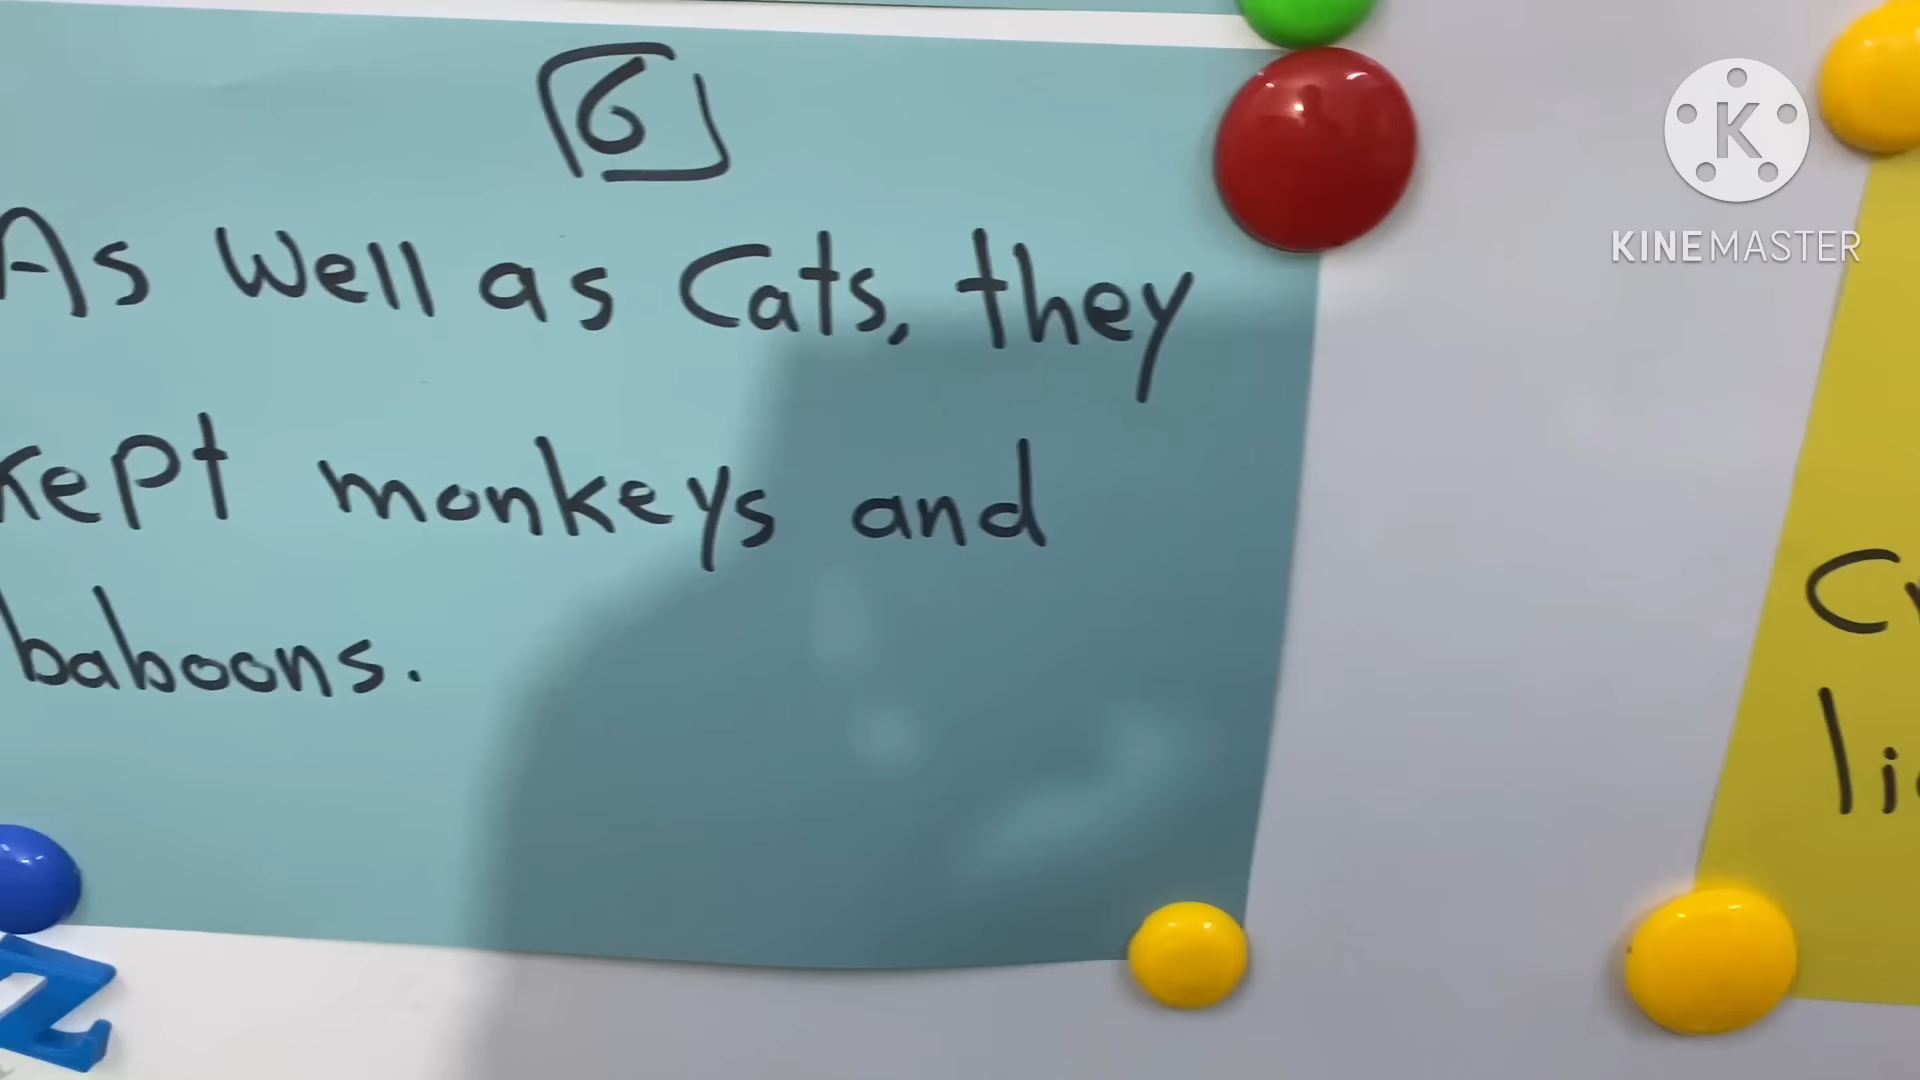 6
As Well as Cats, they
kept monkeys and
baboons.
K
KINEMASTER
Z